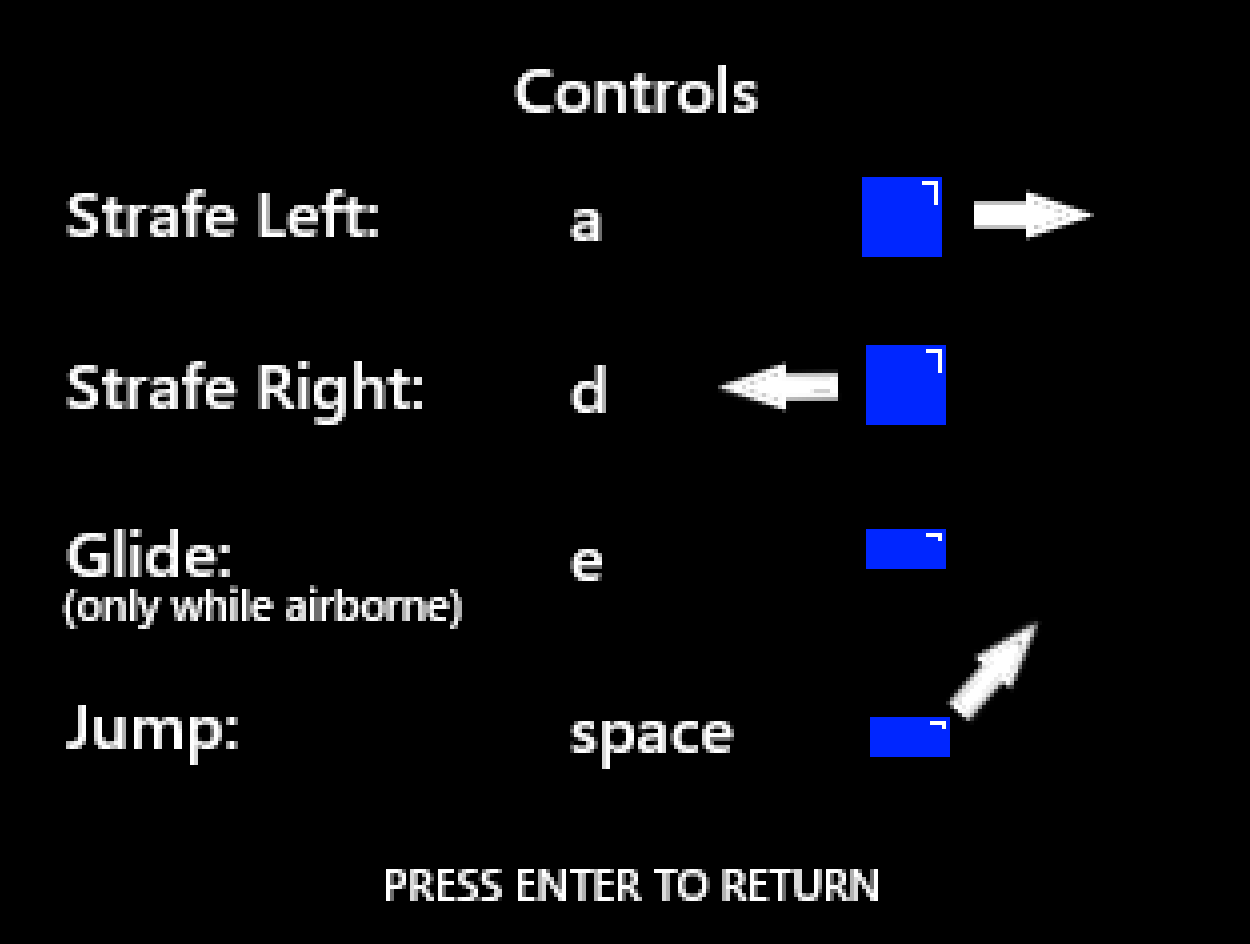 Controls
Strafe Left: a
Strafe Right: d
Glide: e
(only while airborne)
Jump: space
PRESS ENTER TO RETURN